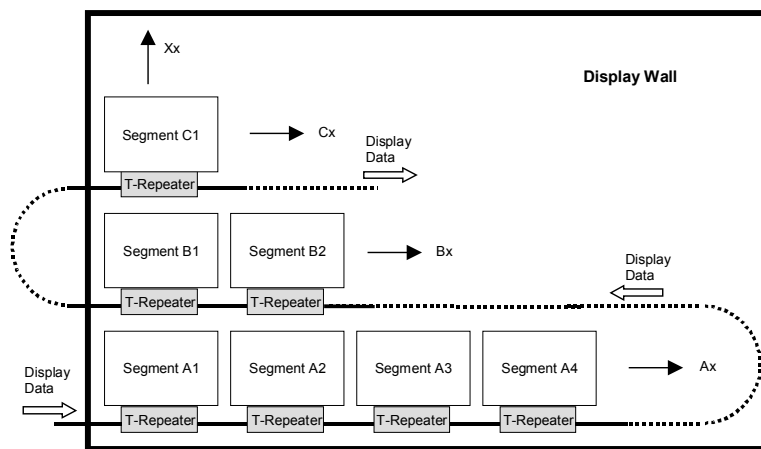 Xx
Display Wall
Segment C1
Cx
Display
Data
T-Repeater
Segment B1
Segment B2
Bx
Display
Data
T-Repeater
T-Repeater
Segment A1
Segment A2
Segment A3
Segment A4
Ax
Display
Data
T-Repeater
T-Repeater
T-Repeater
T-Repeater